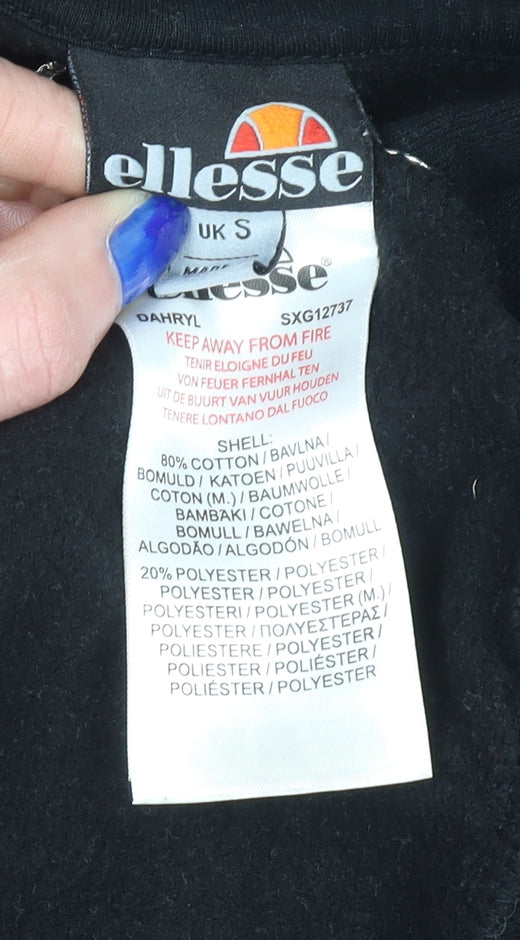 ellesse
UK S
MADE
ellesse®
DAHRYL SXG12737
KEEP AWAY FROM FIRE
TENIR ELOIGNE DU FEU
VON FEUER FERNHALTEN
UIT DE BUURT VAN VUUR HOUDEN
TENERE LONTANO DAL FUOCO
SHELL:
80% COTTON / BAVLNA /
BOMULD / KATOEN / PUUVILLA /
COTON (M.) / BAUMWOLLE /
BAMBAKI / COTONE /
BOMULL / BAWELNA /
ALGODÃO / ALGODÓN / BOMULL
20% POLYESTER / POLYESTER /
POLYESTER / POLYESTER /
POLYESTERI / POLYESTER (M.) /
POLYESTER / ΠΟΛΥΕΣΤΕΡΑΣ /
POLIESTERE / POLYESTER /
POLIESTER / POLIÉSTER /
POLIÉSTER / POLYESTER